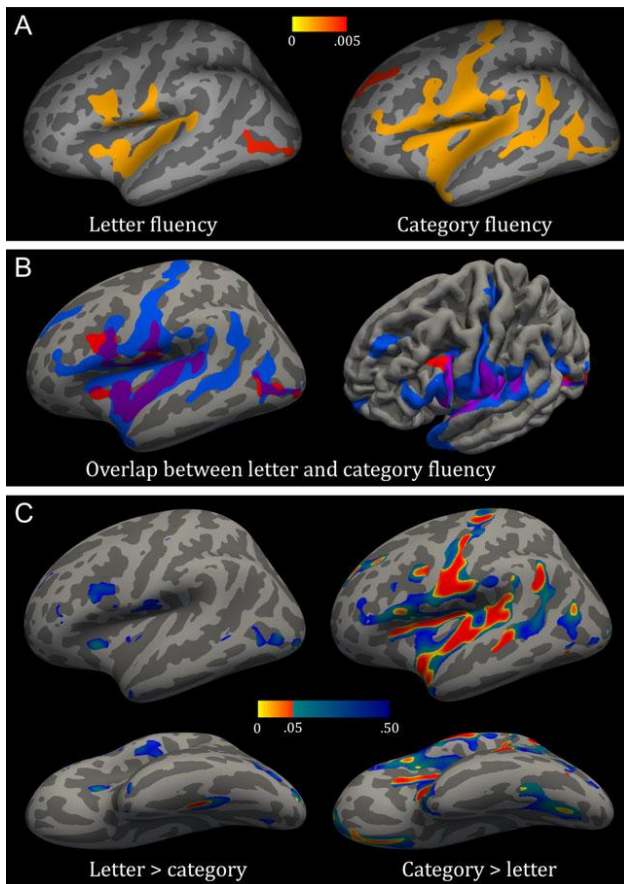 A
0 .005
Letter fluency Category fluency
B
Overlap between letter and category fluency
C
0 .05 .50
Letter > category Category > letter